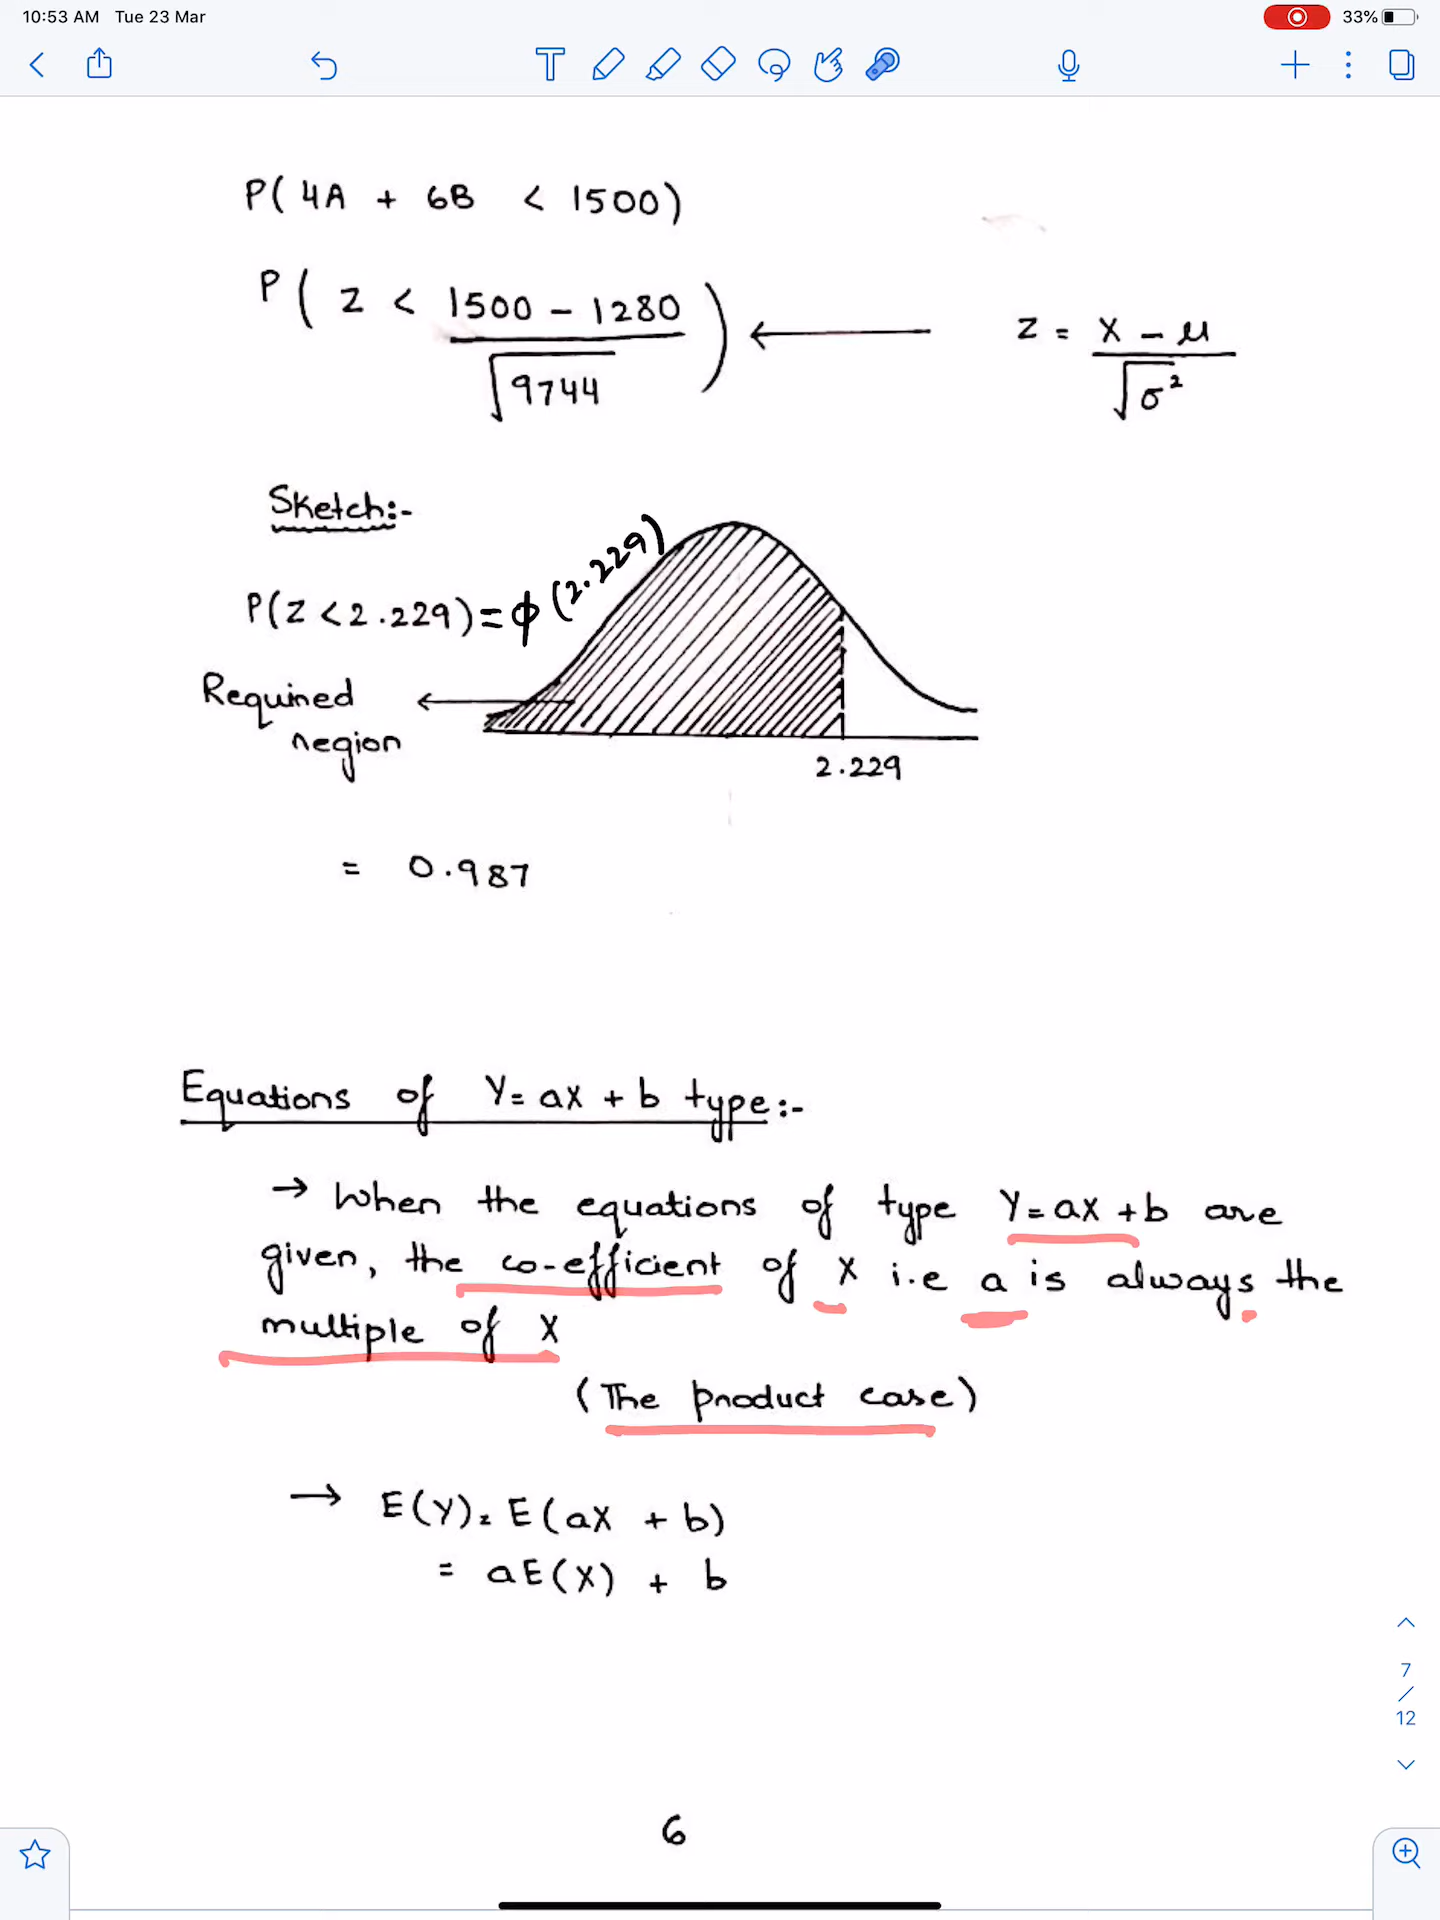 10:53 AM Tue 23 Mar
33%
P( 4A + 6B < 1500)
P( Z < (1500 - 1280)/√9744 ) ← Z = (X - μ)/√σ²
Sketch:-
P(Z < 2.229) = ϕ(2.229)
Required
region
2.229
= 0.987
Equations of Y= ax + b type:-
→ When the equations of type Y= ax + b are
given, the co-efficient of X i.e a is always the
multiple of X
(The product case)
→ E(Y)= E(aX + b)
= aE(X) + b
7
/
12
6